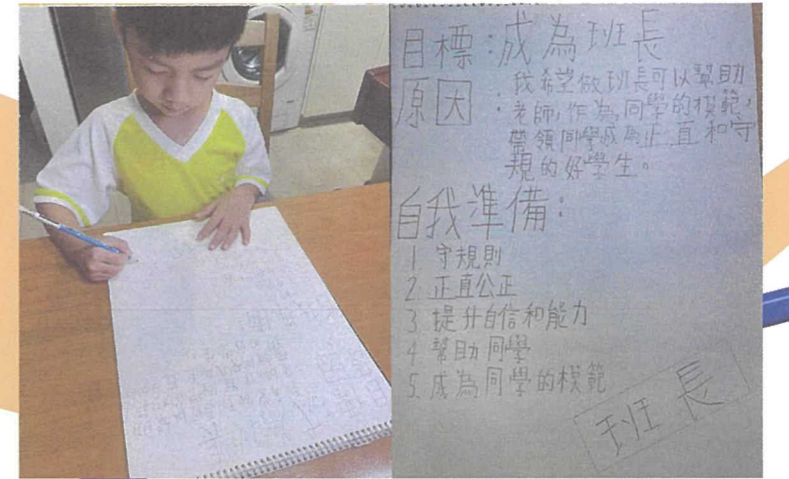 目標:成為班長
原因:我希望做班長可以幫助
老師,作為同學的模範,
帶領同學成為正直和守
規的好學生。
自我準備:
1. 守規則
2. 正直公正
3. 提升自信和能力
4. 幫助同學
5. 成為同學的模範
班長